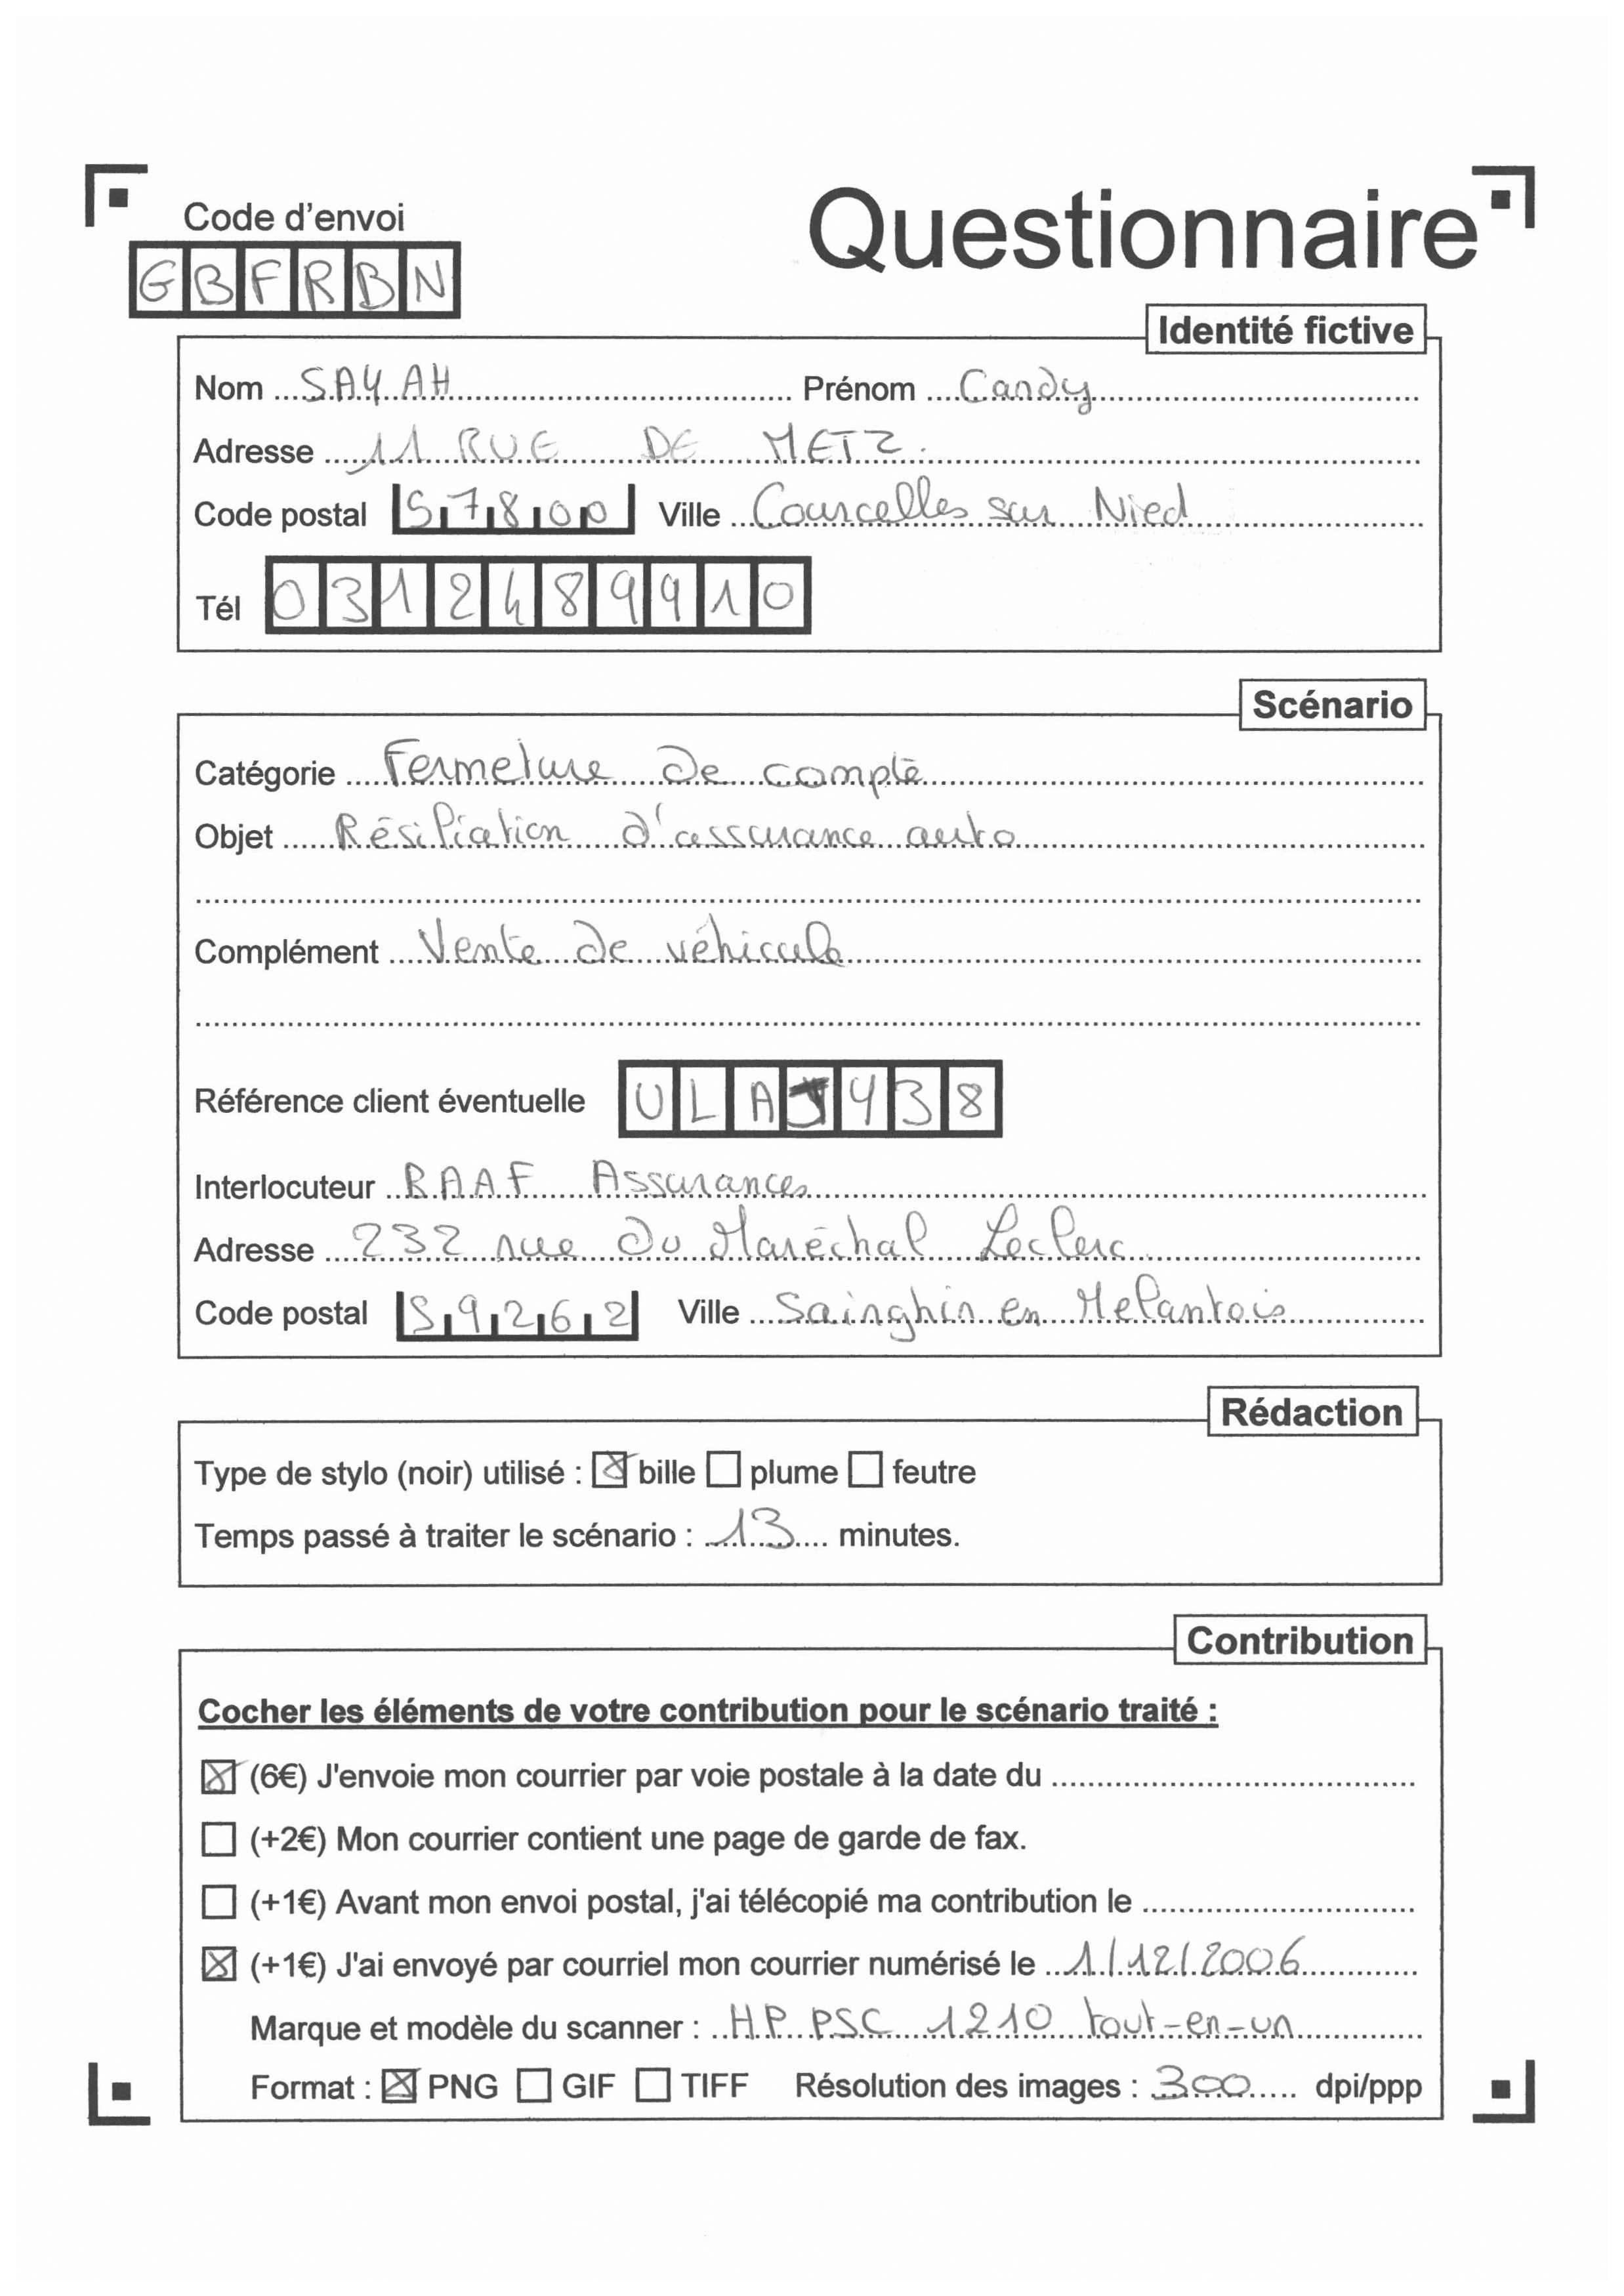 Code d'envoi
Questionnaire
GBFRBN
Identité fictive
Nom SAYAH Prénom Candy
Adresse 11 RUE DE METZ.
Code postal 57800 Ville Courcelles sur Nied
Tél 0312489910
Scénario
Catégorie Fermeture de compte
Objet Résiliation d'assurance auto
Complément Vente de véhicule
Référence client éventuelle ULAJY38
Interlocuteur RAAF Assurances
Adresse 232 rue du Maréchal Leclerc
Code postal 59262 Ville Sainghin en Melantois
Rédaction
Type de stylo (noir) utilisé : bille plume feutre
Temps passé à traiter le scénario : 13 minutes.
Contribution
Cocher les éléments de votre contribution pour le scénario traité :
(6€) J'envoie mon courrier par voie postale à la date du
(+2€) Mon courrier contient une page de garde de fax.
(+1€) Avant mon envoi postal, j'ai télécopié ma contribution le
(+1€) J'ai envoyé par courriel mon courrier numérisé le 1/12/2006
Marque et modèle du scanner : HP PSC 1210 tout-en-un
Format : PNG GIF TIFF Résolution des images : 300 dpi/ppp